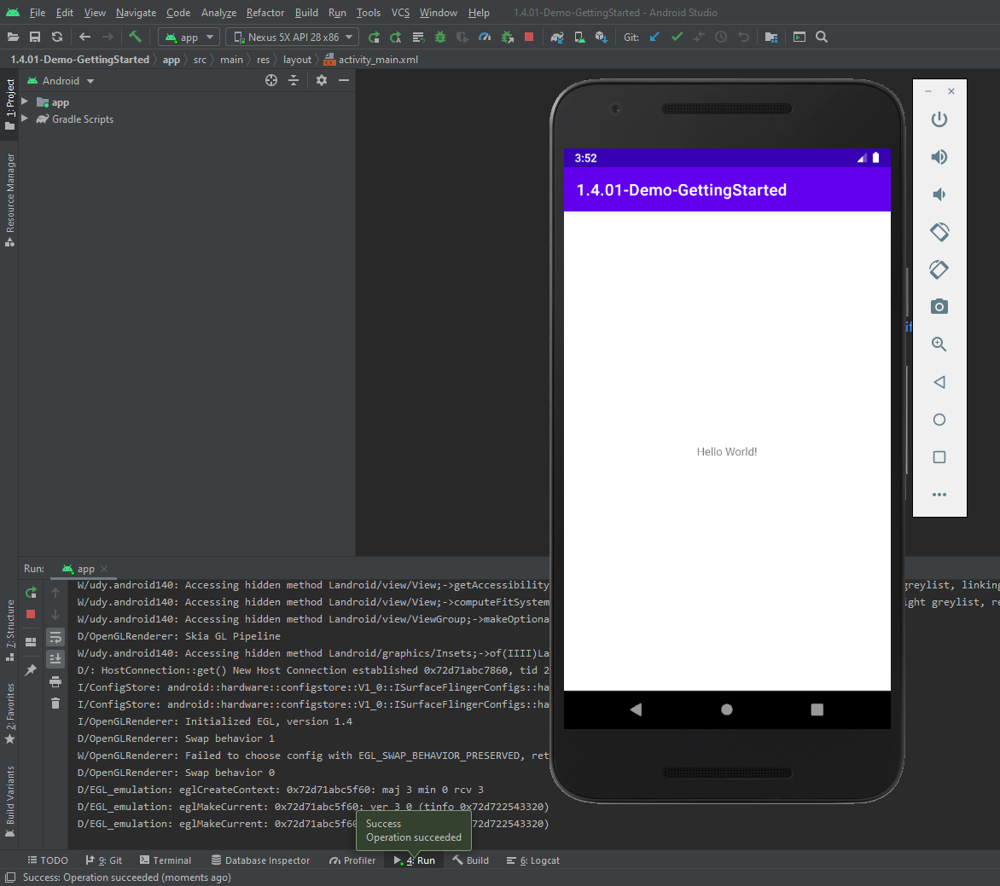 File Edit View Navigate Code Analyze Refactor Build Run Tools VCS Window Help 1.4.01-Demo-GettingStarted - Android Studio
app Nexus 5X API 28 x86 Git:
1.4.01-Demo-GettingStarted app src main res layout activity_main.xml
1: Project
Android
app
Gradle Scripts
Resource Manager
3:52
1.4.01-Demo-GettingStarted
if
Hello World!
Run: app
W/udy.android140: Accessing hidden method Landroid/view/View;->getAccessibility greylist, linking
W/udy.android140: Accessing hidden method Landroid/view/View;->computeFitSystem ight greylist, re
W/udy.android140: Accessing hidden method Landroid/view/ViewGroup;->makeOptiona
D/OpenGLRenderer: Skia GL Pipeline
W/udy.android140: Accessing hidden method Landroid/graphics/Insets;->of(IIII)La
D/: HostConnection::get() New Host Connection established 0x72d71abc7860, tid 2
I/ConfigStore: android::hardware::configstore::V1_0::ISurfaceFlingerConfigs::ha
I/ConfigStore: android::hardware::configstore::V1_0::ISurfaceFlingerConfigs::ha
I/OpenGLRenderer: Initialized EGL, version 1.4
D/OpenGLRenderer: Swap behavior 1
W/OpenGLRenderer: Failed to choose config with EGL_SWAP_BEHAVIOR_PRESERVED, ret
D/OpenGLRenderer: Swap behavior 0
D/EGL_emulation: eglCreateContext: 0x72d71abc5f60: maj 3 min 0 rcv 3
D/EGL_emulation: eglMakeCurrent: 0x72d71abc5f60: ver 3 0 (tinfo 0x72d722543320)
D/EGL_emulation: eglMakeCurrent: 0x72d71abc5f60 72d722543320)
7: Structure
2: Favorites
Build Variants
Success
Operation succeeded
TODO 9: Git Terminal Database Inspector Profiler 4: Run Build 6: Logcat
Success: Operation succeeded (moments ago)